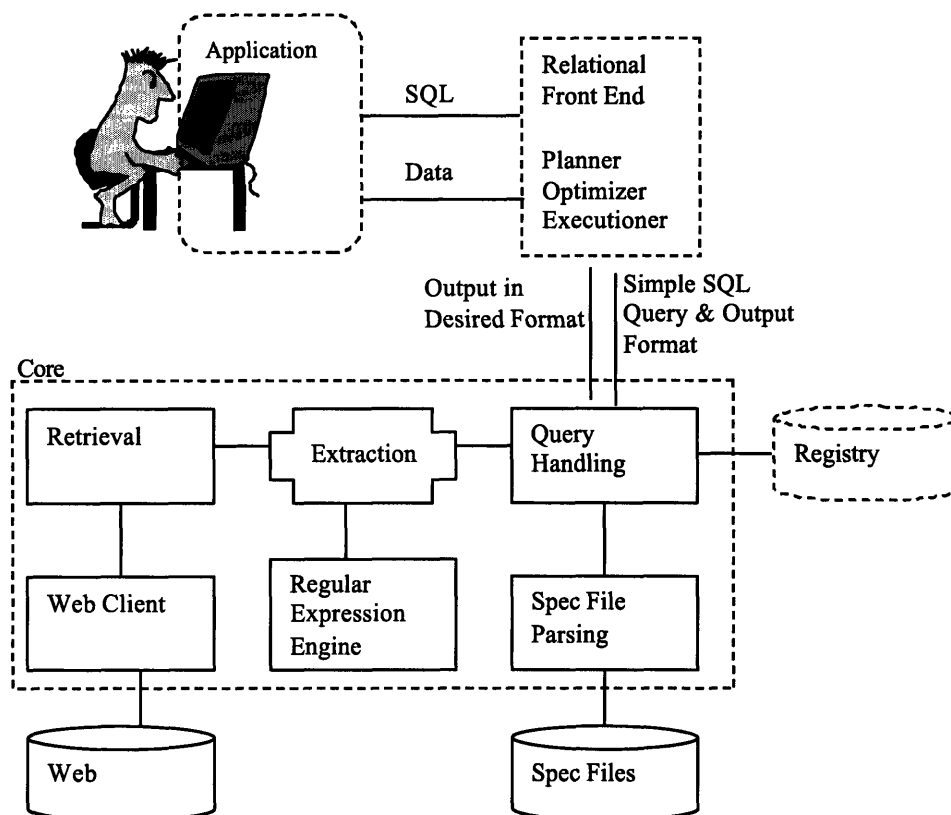 Application
SQL
Data
Relational
Front End
Planner
Optimizer
Executioner
Output in
Desired Format
Simple SQL
Query & Output
Format
Core
Retrieval
Extraction
Query
Handling
Registry
Web Client
Regular
Expression
Engine
Spec File
Parsing
Web
Spec Files